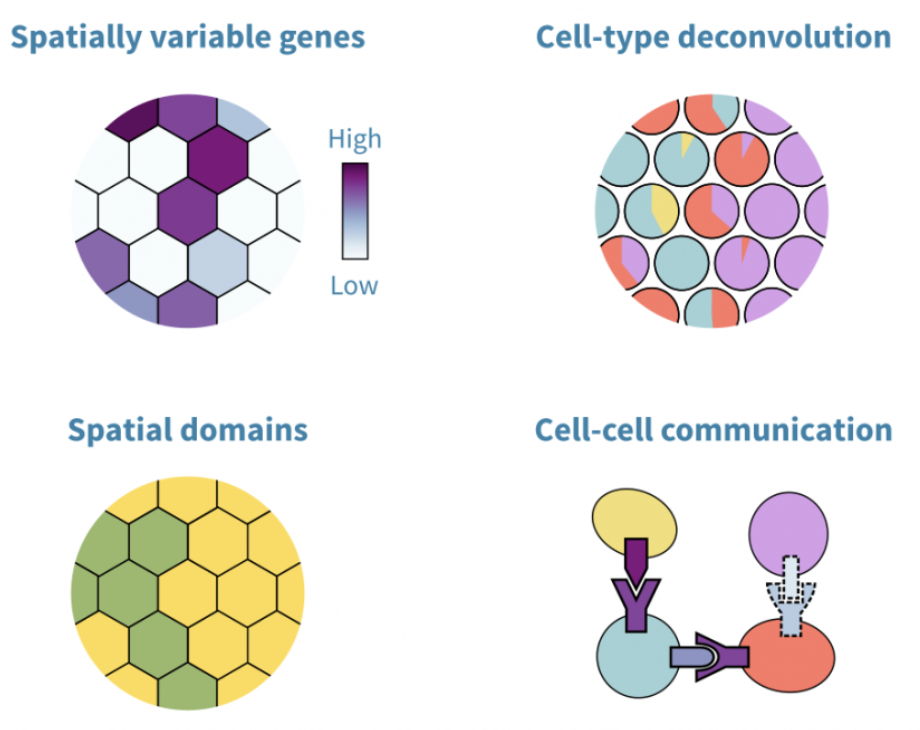 Spatially variable genes
Cell-type deconvolution
High
Low
Spatial domains
Cell-cell communication